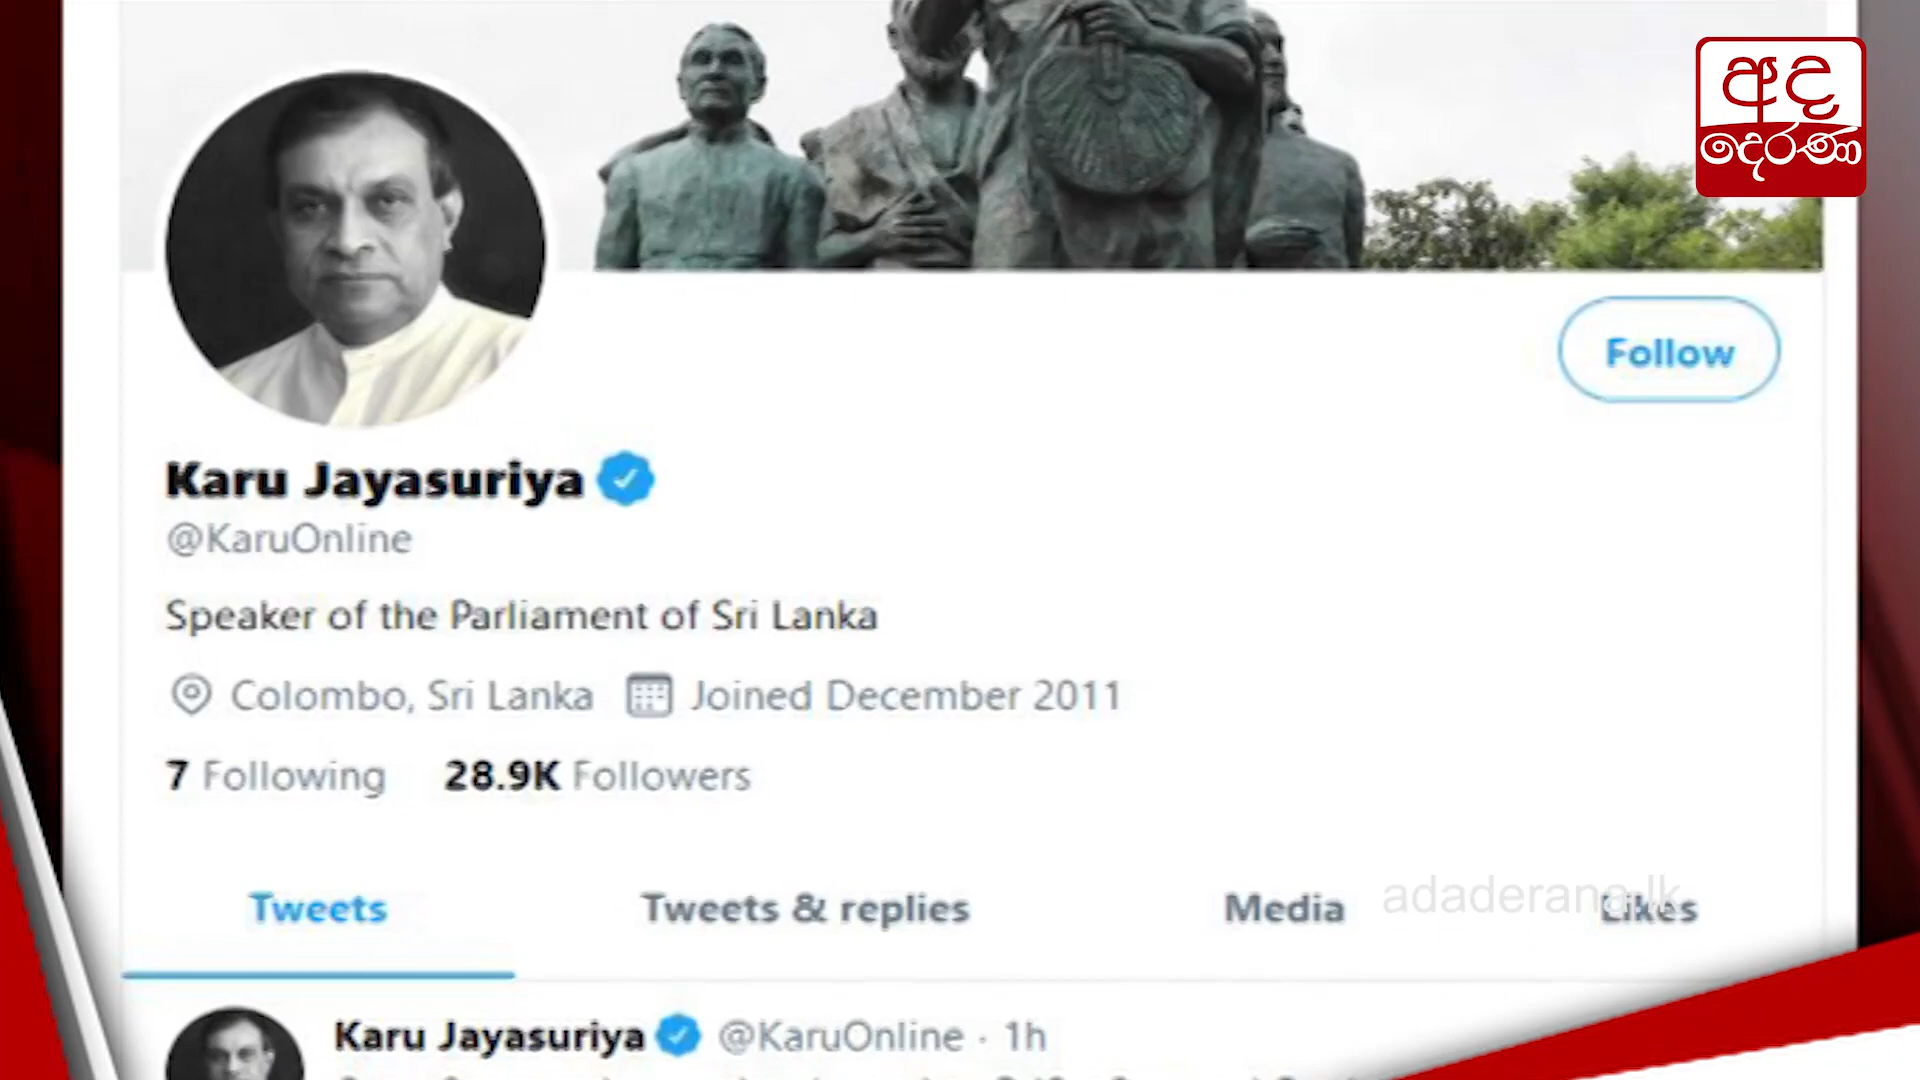 අද
දෙරණ
Follow
Karu Jayasuriya
@KaruOnline
Speaker of the Parliament of Sri Lanka
Colombo, Sri Lanka Joined December 2011
7 Following 28.9K Followers
Tweets Tweets & replies Media Likes
adaderana.lk
Karu Jayasuriya @KaruOnline · 1h